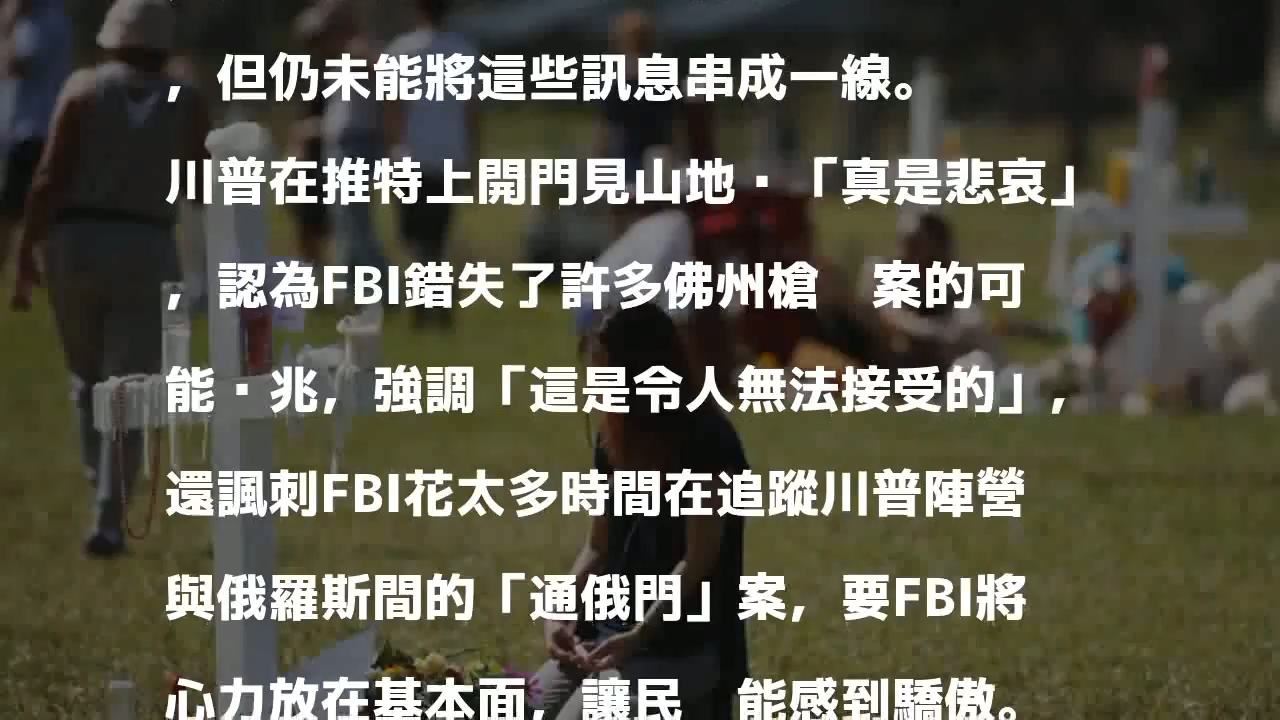 ，但仍未能將這些訊息串成一線。
川普在推特上開門見山地·「真是悲哀」
，認為FBI錯失了許多佛州槍　案的可
能·兆，強調「這是令人無法接受的」，
還諷刺FBI花太多時間在追蹤川普陣營
與俄羅斯間的「通俄門」案，要FBI將
心力放在基本面，讓民　能感到驕傲。